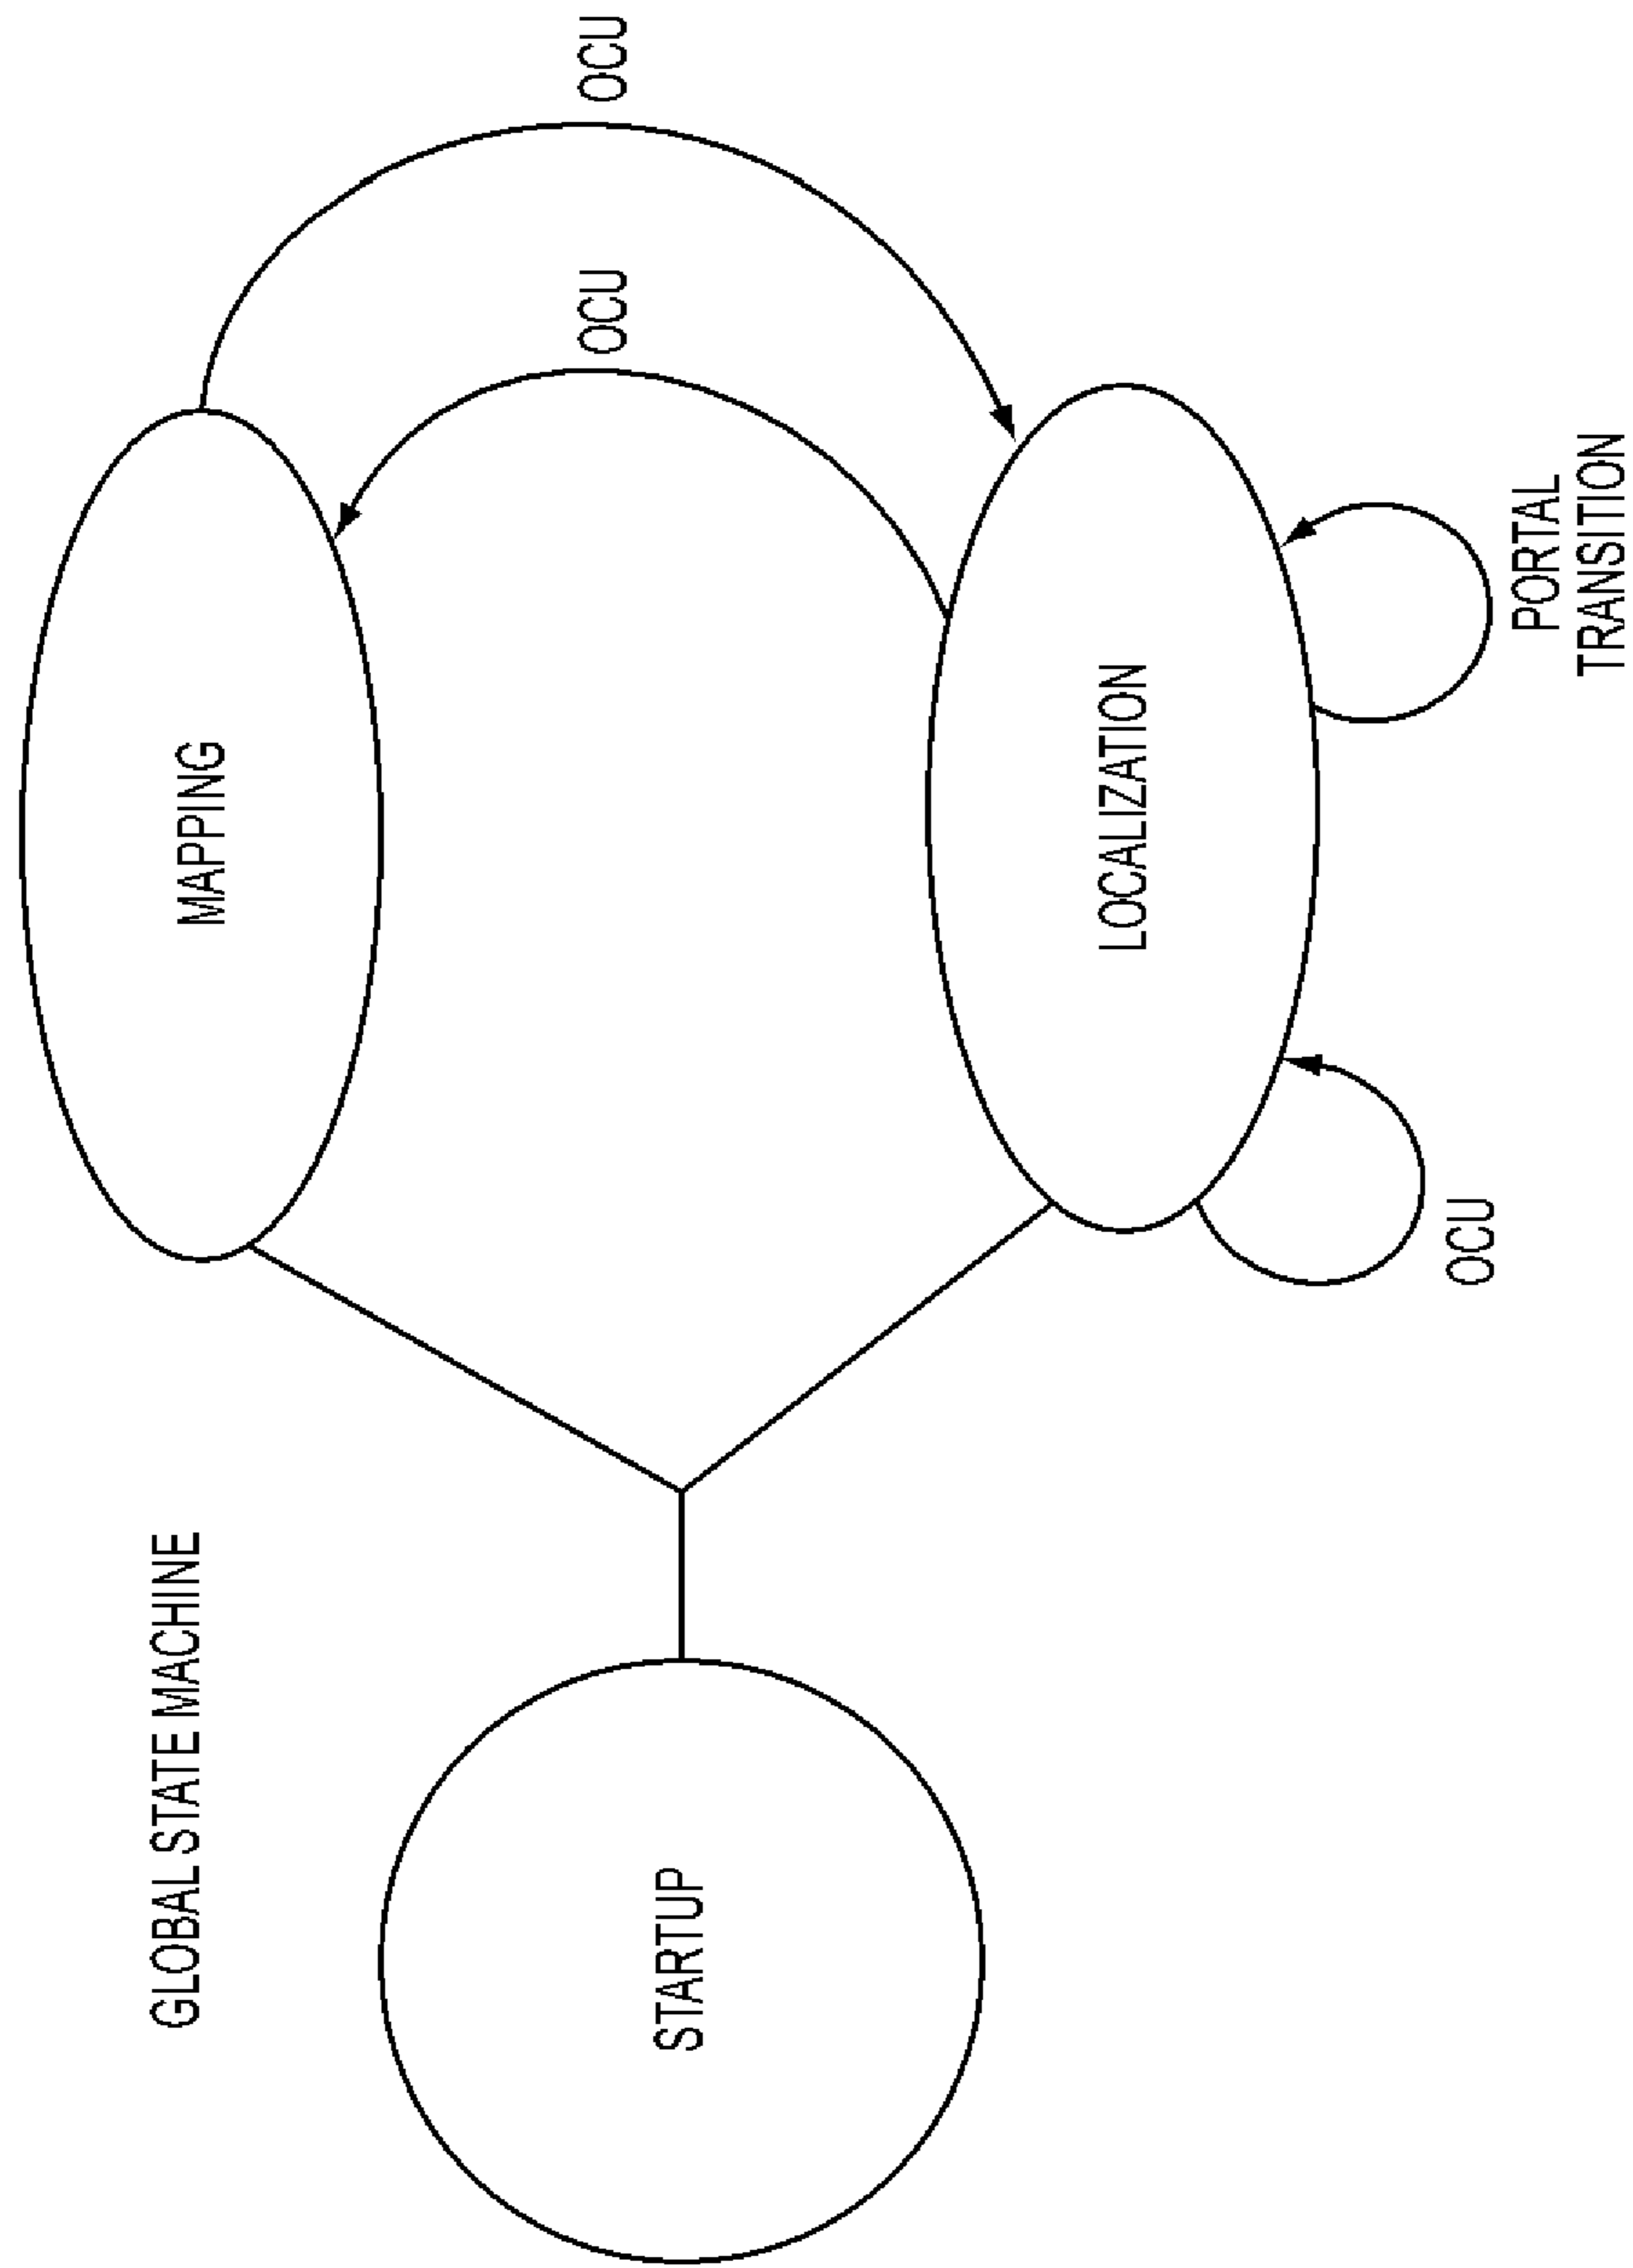 GLOBAL STATE MACHINE
STARTUP
MAPPING
LOCALIZATION
OCU
OCU
OCU
PORTAL
TRANSITION